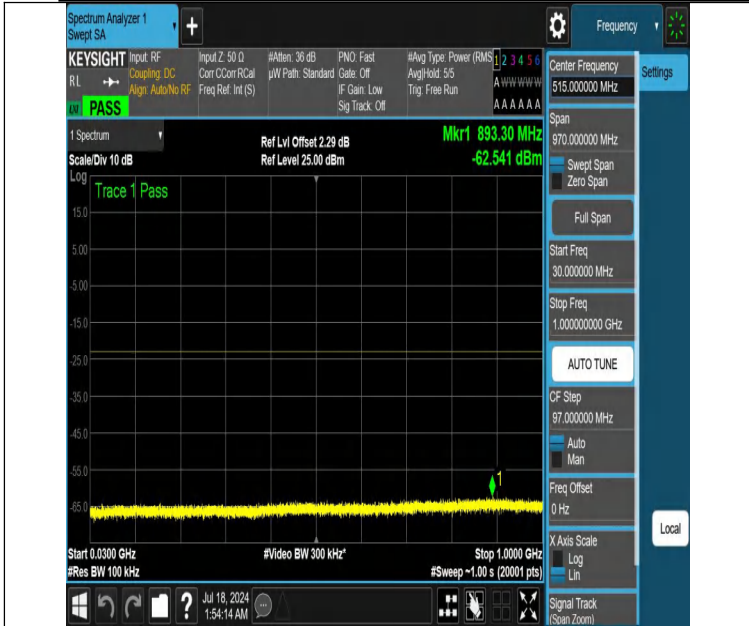 Spectrum Analyzer 1
Swept SA
Frequency
KEYSIGHT
RL
PASS
Input: RF
Coupling: DC
Align: Auto/No RF
Input Z: 50 Ω
Corr CCorr RCal
Freq Ref: Int (S)
#Atten: 36 dB
µW Path: Standard
PNO: Fast
Gate: Off
IF Gain: Low
Sig Track: Off
#Avg Type: Power (RMS
Avg|Hold: 5/5
Trig: Free Run
1 2 3 4 5 6
A W W W W W
A A A A A A
1 Spectrum
Scale/Div 10 dB
Ref Lvl Offset 2.29 dB
Ref Level 25.00 dBm
Mkr1 893.30 MHz
-62.541 dBm
Log
Trace 1 Pass
15.0
5.00
-5.00
-15.0
-25.0
-35.0
-45.0
-55.0
-65.0
1
Start 0.0300 GHz
#Res BW 100 kHz
#Video BW 300 kHz*
Stop 1.0000 GHz
#Sweep ~1.00 s (20001 pts)
Jul 18, 2024
1:54:14 AM
Center Frequency
515.000000 MHz
Settings
Span
970.000000 MHz
Swept Span
Zero Span
Full Span
Start Freq
30.000000 MHz
Stop Freq
1.000000000 GHz
AUTO TUNE
CF Step
97.000000 MHz
Auto
Man
Freq Offset
0 Hz
Local
X Axis Scale
Log
Lin
Signal Track
(Span Zoom)